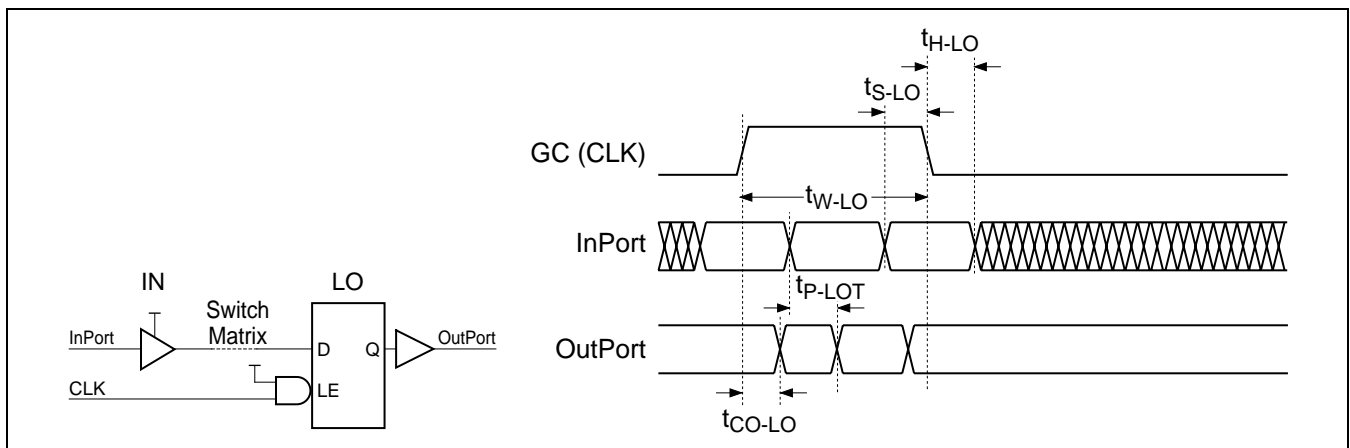 IN
LO
Switch
Matrix
InPort
D
Q
OutPort
CLK
LE
tH-LO
tS-LO
GC (CLK)
tW-LO
InPort
tP-LOT
OutPort
tCO-LO